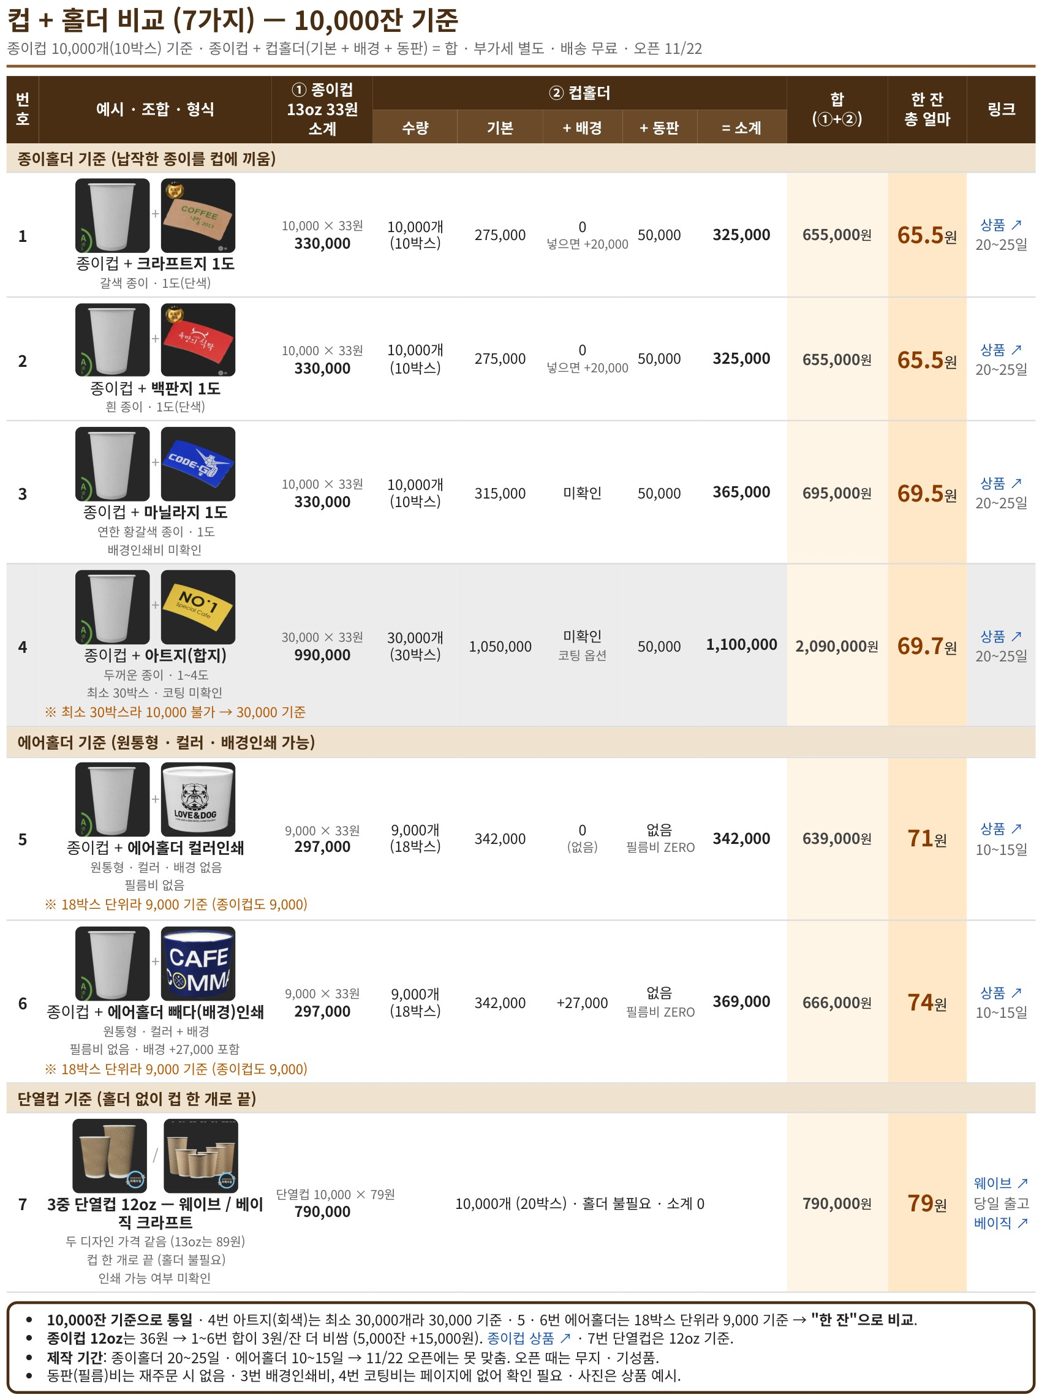 컵 + 홀더 비교 (7가지) — 10,000잔 기준
종이컵 10,000개(10박스) 기준 · 종이컵 + 컵홀더(기본 + 배경 + 동판) = 합 · 부가세 별도 · 배송 무료 · 오픈 11/22
번호
예시 · 조합 · 형식
① 종이컵
13oz 33원
소계
② 컵홀더
수량
기본
+ 배경
+ 동판
= 소계
합
(①+②)
한 잔
총 얼마
링크
종이홀더 기준 (납작한 종이를 컵에 끼움)
1
COFFEE
+
종이컵 + 크라프트지 1도
갈색 종이 · 1도(단색)
10,000 × 33원
330,000
10,000개
(10박스)
275,000
0
넣으면 +20,000
50,000
325,000
655,000원
65.5원
상품 ↗
20~25일
2
+
종이컵 + 백판지 1도
흰 종이 · 1도(단색)
10,000 × 33원
330,000
10,000개
(10박스)
275,000
0
넣으면 +20,000
50,000
325,000
655,000원
65.5원
상품 ↗
20~25일
3
+
종이컵 + 마닐라지 1도
연한 황갈색 종이 · 1도
배경인쇄비 미확인
10,000 × 33원
330,000
10,000개
(10박스)
315,000
미확인
50,000
365,000
695,000원
69.5원
상품 ↗
20~25일
4
+
NO·1
Special Cafe
종이컵 + 아트지(합지)
두꺼운 종이 · 1~4도
최소 30박스 · 코팅 미확인
※ 최소 30박스라 10,000 불가 → 30,000 기준
30,000 × 33원
990,000
30,000개
(30박스)
1,050,000
미확인
코팅 옵션
50,000
1,100,000
2,090,000원
69.7원
상품 ↗
20~25일
에어홀더 기준 (원통형 · 컬러 · 배경인쇄 가능)
5
+
LOVE&DOG
종이컵 + 에어홀더 컬러인쇄
원통형 · 컬러 · 배경 없음
필름비 없음
※ 18박스 단위라 9,000 기준 (종이컵도 9,000)
9,000 × 33원
297,000
9,000개
(18박스)
342,000
0
(없음)
없음
필름비 ZERO
342,000
639,000원
71원
상품 ↗
10~15일
6
+
CAFE
COMMA
종이컵 + 에어홀더 빼다(배경)인쇄
원통형 · 컬러 + 배경
필름비 없음 · 배경 +27,000 포함
※ 18박스 단위라 9,000 기준 (종이컵도 9,000)
9,000 × 33원
297,000
9,000개
(18박스)
342,000
+27,000
없음
필름비 ZERO
369,000
666,000원
74원
상품 ↗
10~15일
단열컵 기준 (홀더 없이 컵 한 개로 끝)
7
/
3중 단열컵 12oz — 웨이브 / 베이
직 크라프트
두 디자인 가격 같음 (13oz는 89원)
컵 한 개로 끝 (홀더 불필요)
인쇄 가능 여부 미확인
단열컵 10,000 × 79원
790,000
10,000개 (20박스) · 홀더 불필요 · 소계 0
790,000원
79원
웨이브 ↗
당일 출고
베이직 ↗
• 10,000잔 기준으로 통일 · 4번 아트지(회색)는 최소 30,000개라 30,000 기준 · 5 · 6번 에어홀더는 18박스 단위라 9,000 기준 → "한 잔"으로 비교.
• 종이컵 12oz는 36원 → 1~6번 합이 3원/잔 더 비쌈 (5,000잔 +15,000원). 종이컵 상품 ↗ · 7번 단열컵은 12oz 기준.
• 제작 기간: 종이홀더 20~25일 · 에어홀더 10~15일 → 11/22 오픈에는 못 맞춤. 오픈 때는 무지 · 기성품.
• 동판(필름)비는 재주문 시 없음 · 3번 배경인쇄비, 4번 코팅비는 페이지에 없어 확인 필요 · 사진은 상품 예시.